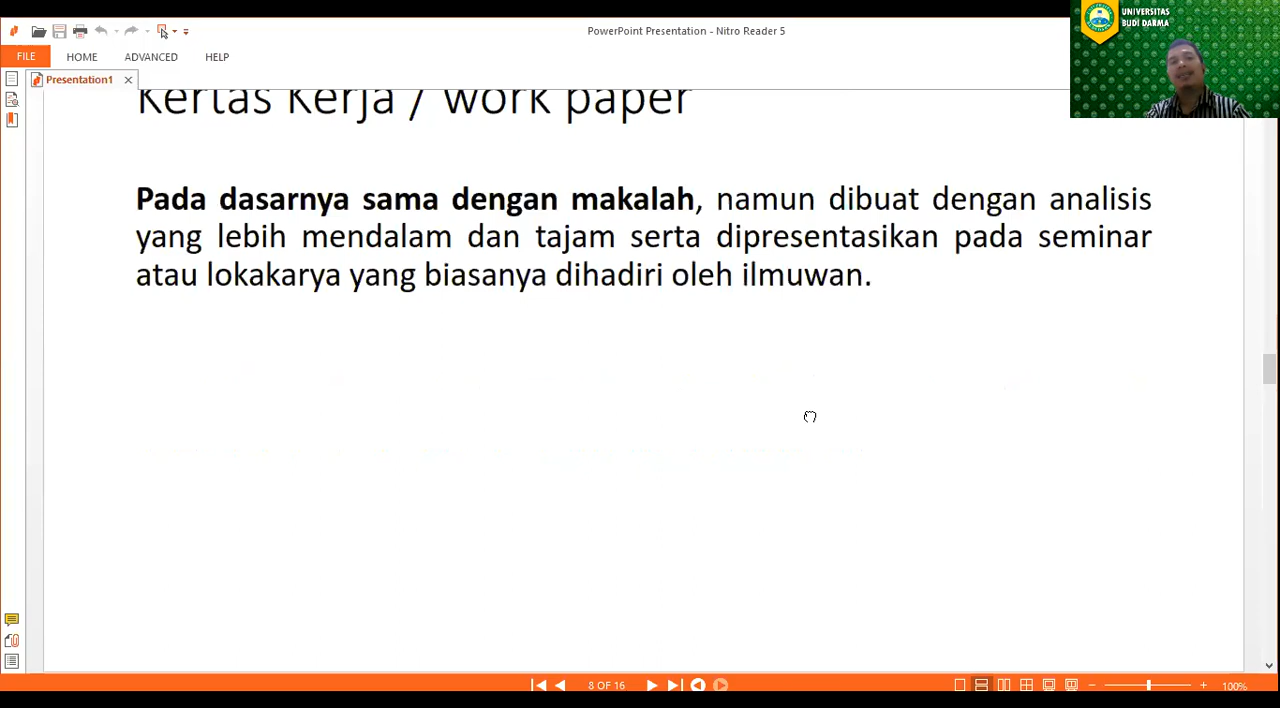 PowerPoint Presentation - Nitro Reader 5
UNIVERSITAS
BUDI DARMA
FILE HOME ADVANCED HELP
Presentation1
Kertas Kerja / work paper
Pada dasarnya sama dengan makalah, namun dibuat dengan analisis
yang lebih mendalam dan tajam serta dipresentasikan pada seminar
atau lokakarya yang biasanya dihadiri oleh ilmuwan.
8 OF 16
100%